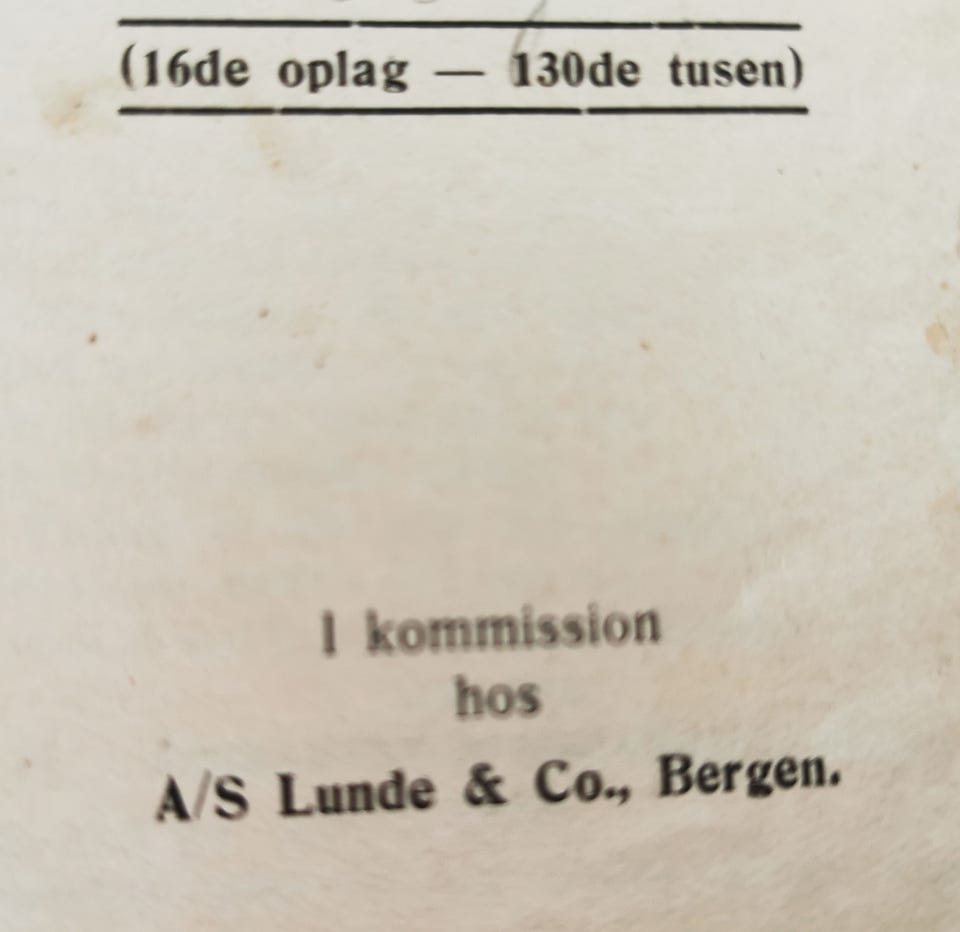 (16de oplag — 130de tusen)
I kommission
hos
A/S Lunde & Co., Bergen.